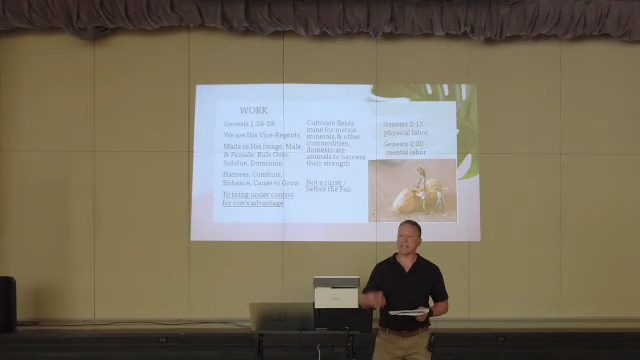 WORK
Genesis 1:26-28:
We are His Vice-Regents
Made in His Image, Male
& Female: Rule Over,
Subdue, Dominion
Harness, Combine,
Enhance, Cause to Grow
To bring under control
for one's advantage
Cultivate fields,
mine for metals
minerals,& other
commodities,
domesticate
animals to harness
their strength
Not a curse /
before the Fall
Genesis 2:15 –
physical labor
Genesis 2:20
mental labor